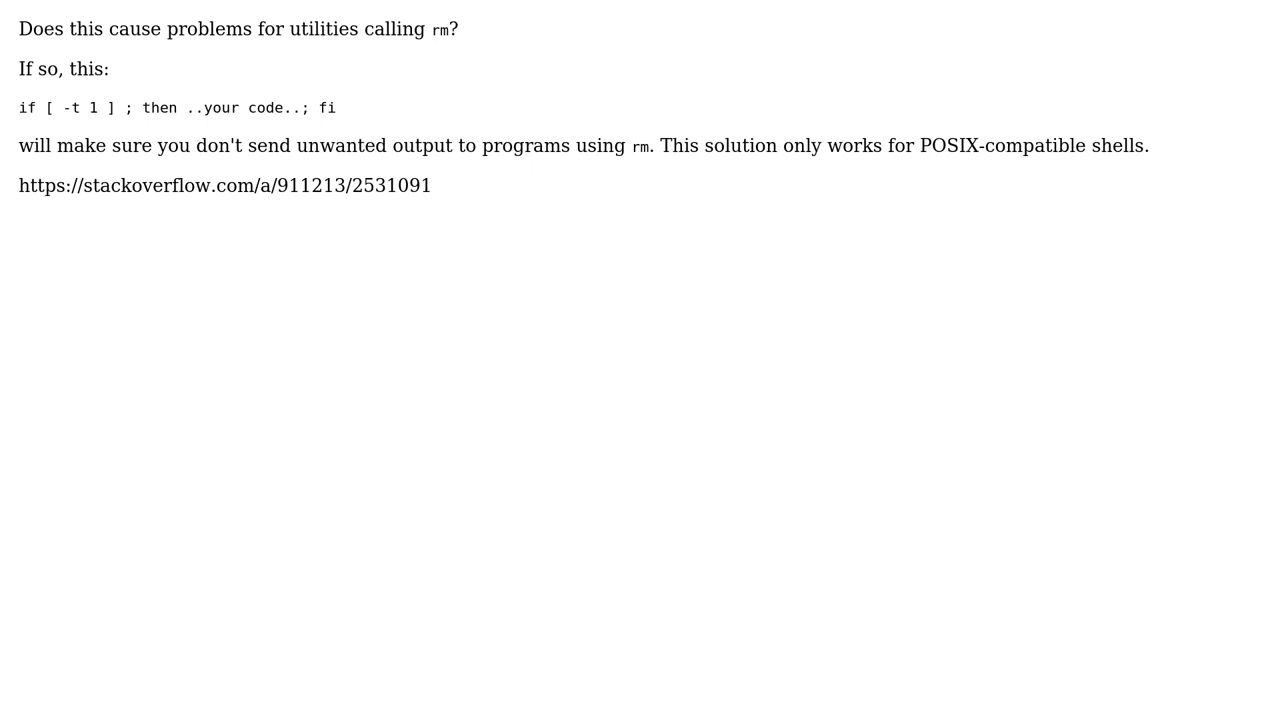 Does this cause problems for utilities calling rm?
If so, this:
if [ -t 1 ] ; then ..your code..; fi
will make sure you don't send unwanted output to programs using rm. This solution only works for POSIX-compatible shells.
https://stackoverflow.com/a/911213/2531091